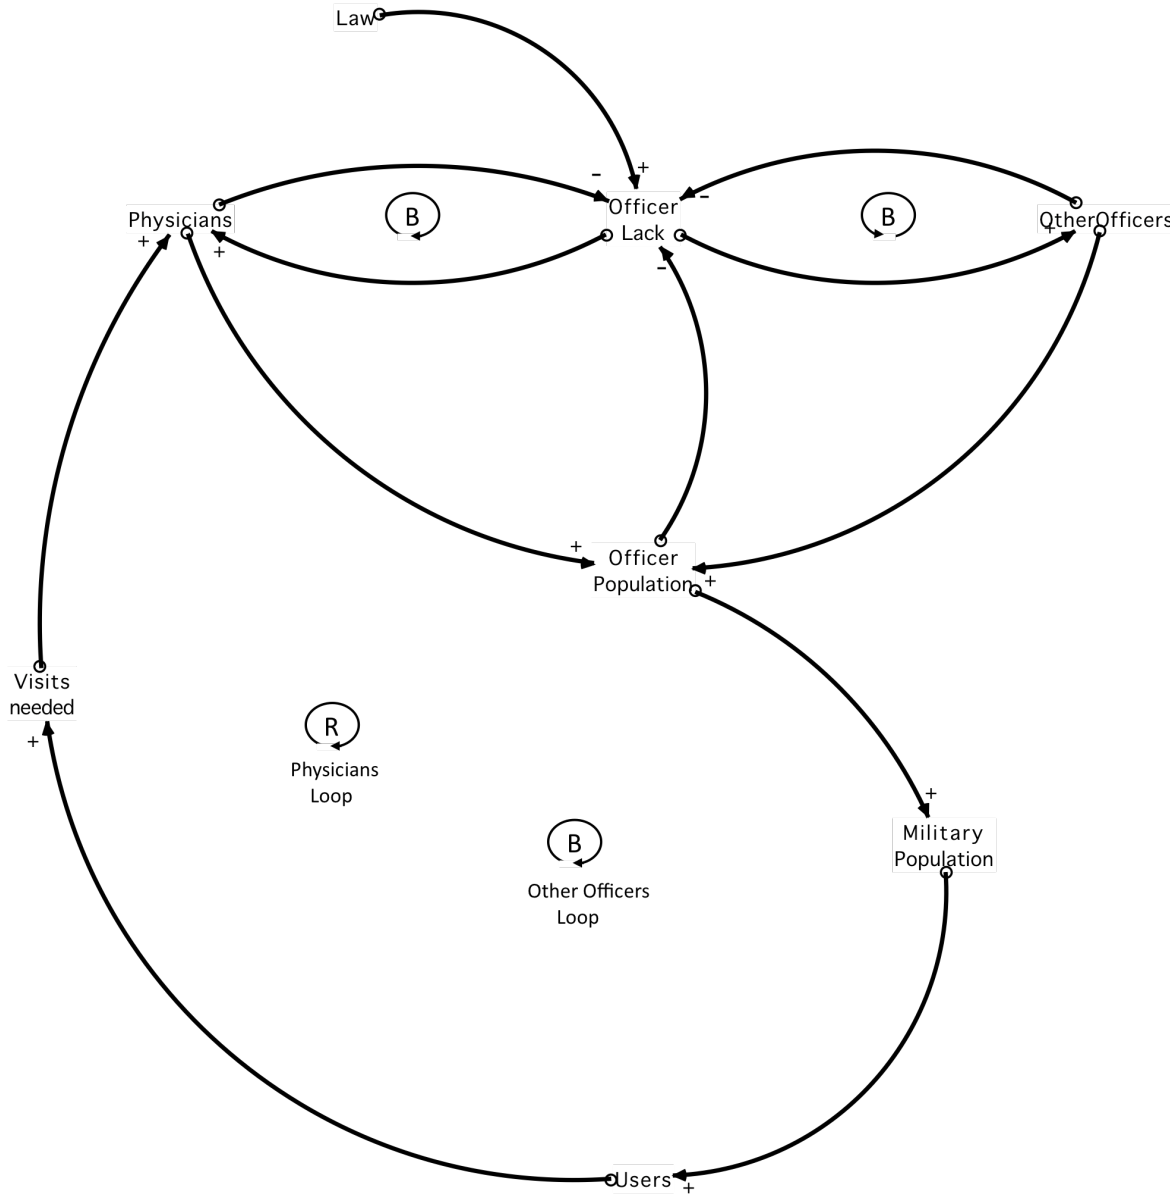 Law
+
-
+
-
Physicians
B
Officer
Lack
B
OtherOfficers
+
+
+
-
+
Officer
Population
+
Visits
needed
+
R
Physicians
Loop
+
Military
Population
B
Other Officers
Loop
Users
+